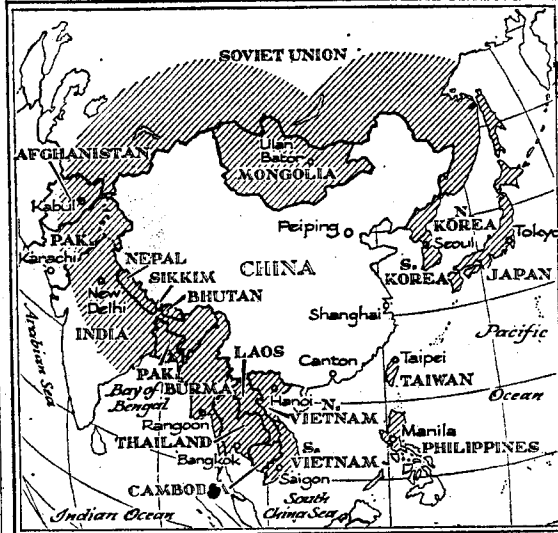 SOVIET UNION
AFGHANISTAN
Ulan
Bator
MONGOLIA
Kabul
PAK.
Karachi
Peiping
N.
KOREA
Seoul
Tokyo
S.
KOREA
JAPAN
NEPAL
SIKKIM
BHUTAN
CHINA
New
Delhi
INDIA
Shanghai
Pacific
Arabian Sea
LAOS
Canton
Taipei
TAIWAN
PAK.
BURMA
Bay of
Bengal
Hanoi
N.
VIETNAM
Ocean
Rangoon
THAILAND
Bangkok
S.
VIETNAM
Saigon
Manila
PHILIPPINES
CAMBODIA
South
China Sea
Indian Ocean